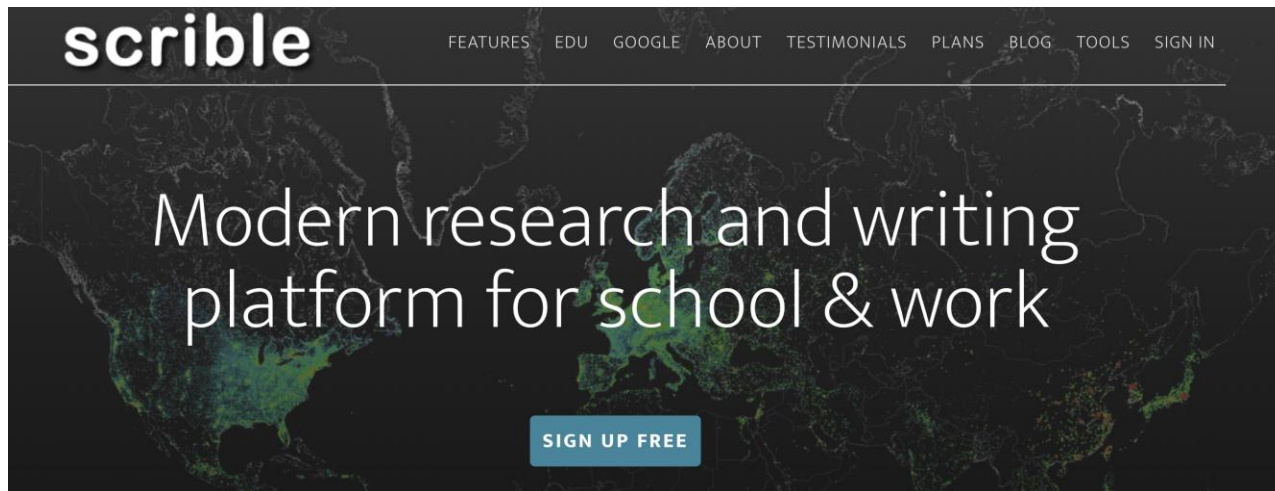 scrible
FEATURES EDU GOOGLE ABOUT TESTIMONIALS PLANS BLOG TOOLS SIGN IN
Modern research and writing
platform for school & work
SIGN UP FREE